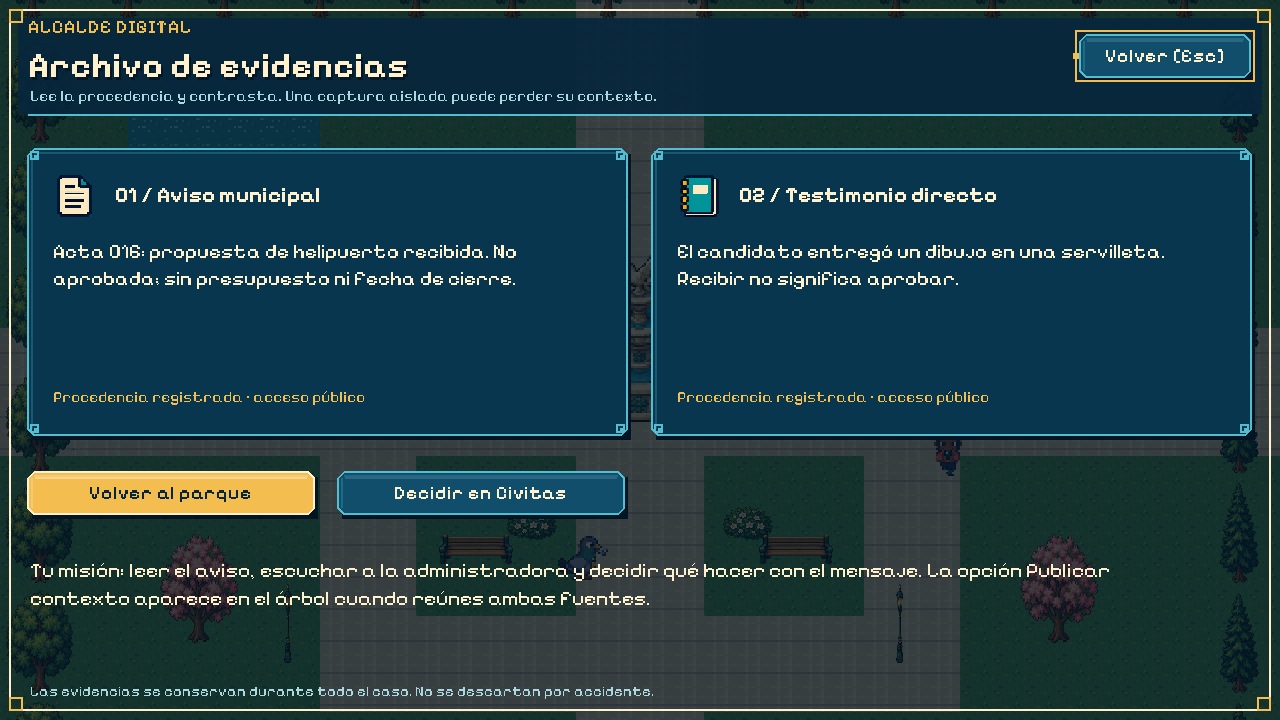 ALCALDE DIGITAL
Archivo de evidencias
Volver (Esc)
Lee la procedencia y contrasta. Una captura aislada puede perder su contexto.
01 / Aviso municipal
Acta 016: propuesta de helipuerto recibida. No
aprobada; sin presupuesto ni fecha de cierre.
Procedencia registrada · acceso público
02 / Testimonio directo
El candidato entregó un dibujo en una servilleta.
Recibir no significa aprobar.
Procedencia registrada · acceso público
Volver al parque
Decidir en Civitas
Tu misión: leer el aviso, escuchar a la administradora y decidir qué hacer con el mensaje. La opción Publicar
contexto aparece en el árbol cuando reúnes ambas fuentes.
Las evidencias se conservan durante todo el caso. No se descartan por accidente.